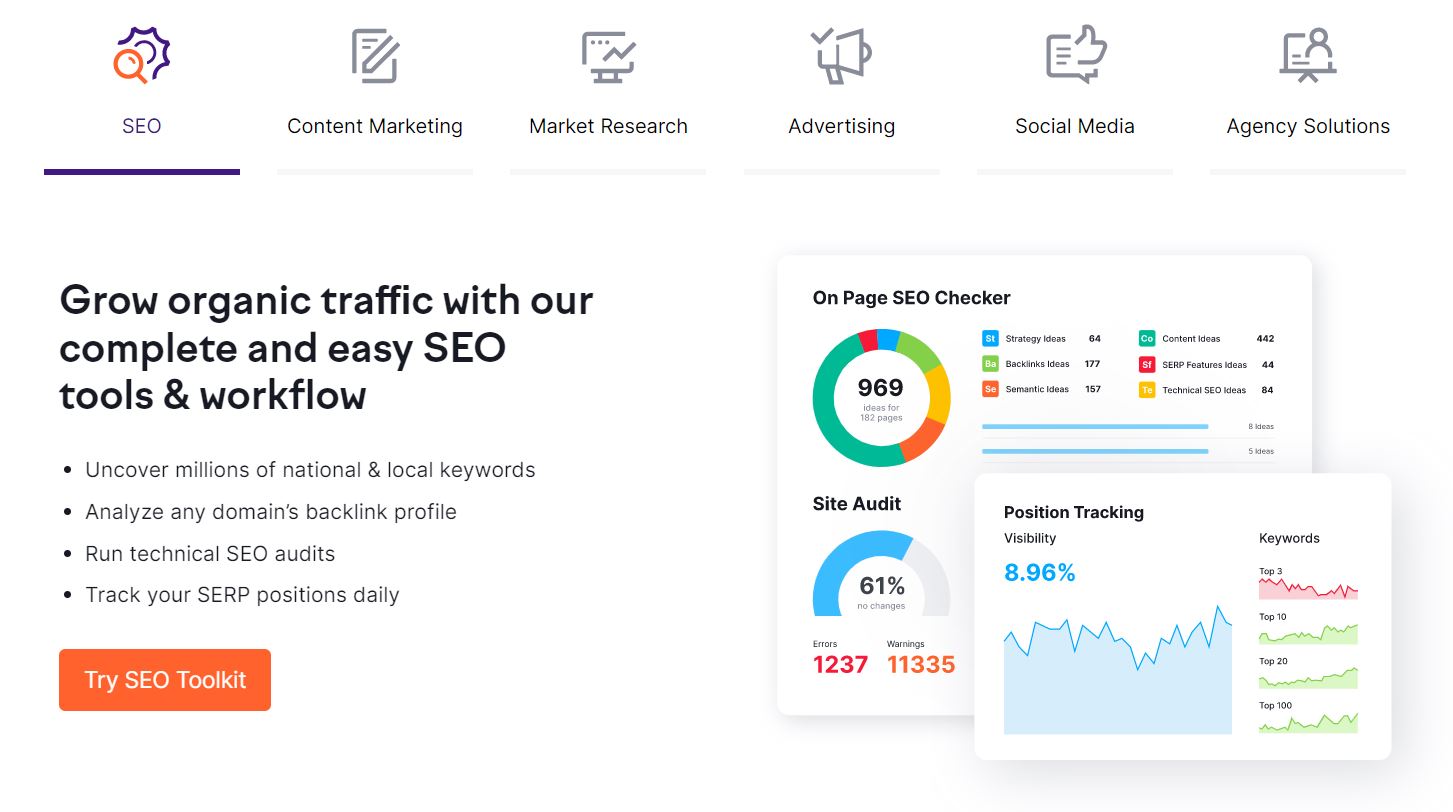 SEO
Content Marketing
Market Research
Advertising
Social Media
Agency Solutions
Grow organic traffic with our
complete and easy SEO
tools & workflow
Uncover millions of national & local keywords
Analyze any domain’s backlink profile
Run technical SEO audits
Track your SERP positions daily
Try SEO Toolkit
On Page SEO Checker
969
ideas for
182 pages
St Strategy Ideas 64
Ba Backlinks Ideas 177
Se Semantic Ideas 157
Co Content Ideas 442
Sf SERP Features Ideas 44
Te Technical SEO Ideas 84
8 Ideas
5 Ideas
Site Audit
61%
no changes
Errors
1237
Warnings
11335
Position Tracking
Visibility
8.96%
Keywords
Top 3
Top 10
Top 20
Top 100